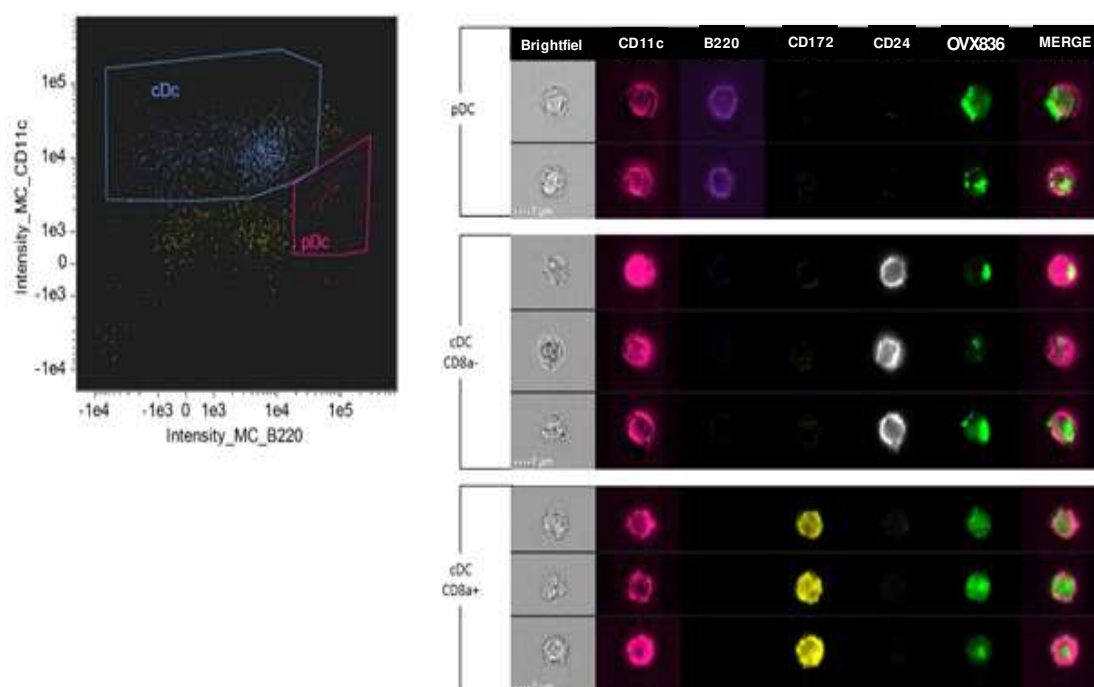 Intensity_MC_CD11c
1e5
1e4
1e3
0
-1e3
-1e4
cDc
pDc
-1e4 -1e3 0 1e3 1e4 1e5
Intensity_MC_B220
Brightfiel CD11c B220 CD172 CD24 OVX836 MERGE
pDC
cDC
CD8a-
cDC
CD8a+